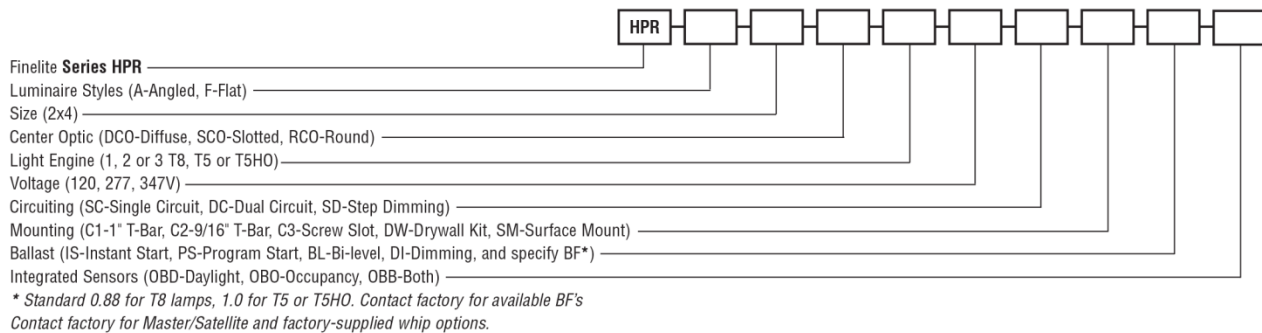 HPR
Finelite Series HPR
Luminaire Styles (A-Angled, F-Flat)
Size (2x4)
Center Optic (DCO-Diffuse, SCO-Slotted, RCO-Round)
Light Engine (1, 2 or 3 T8, T5 or T5HO)
Voltage (120, 277, 347V)
Circuiting (SC-Single Circuit, DC-Dual Circuit, SD-Step Dimming)
Mounting (C1-1" T-Bar, C2-9/16" T-Bar, C3-Screw Slot, DW-Drywall Kit, SM-Surface Mount)
Ballast (IS-Instant Start, PS-Program Start, BL-Bi-level, DI-Dimming, and specify BF*)
Integrated Sensors (OBD-Daylight, OBO-Occupancy, OBB-Both)
* Standard 0.88 for T8 lamps, 1.0 for T5 or T5HO. Contact factory for available BF's
Contact factory for Master/Satellite and factory-supplied whip options.